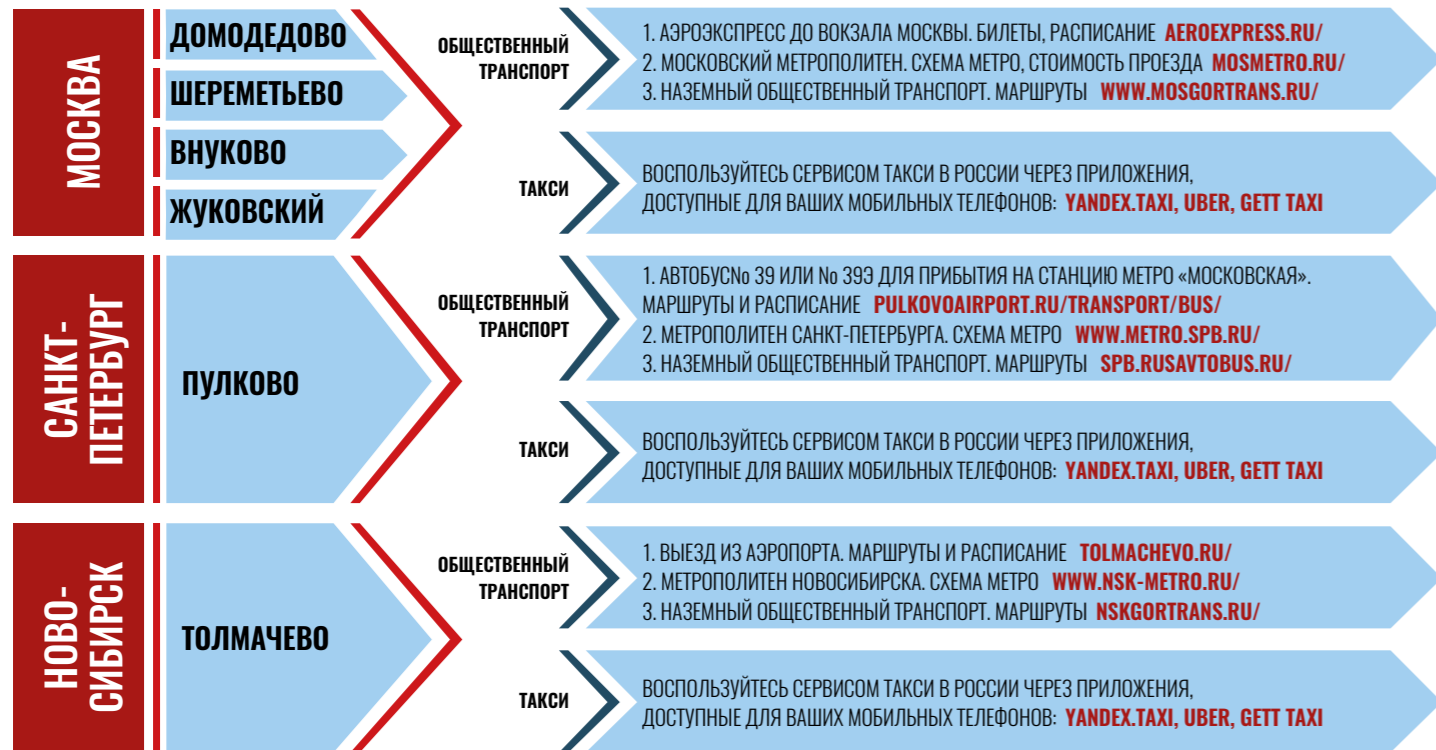 МОСКВА
ДОМОДЕДОВО
ШЕРЕМЕТЬЕВО
ВНУКОВО
ЖУКОВСКИЙ
ОБЩЕСТВЕННЫЙ
ТРАНСПОРТ
1. АЭРОЭКСПРЕСС ДО ВОКЗАЛА МОСКВЫ. БИЛЕТЫ, РАСПИСАНИЕ AEROEXPRESS.RU/
2. МОСКОВСКИЙ МЕТРОПОЛИТЕН. СХЕМА МЕТРО, СТОИМОСТЬ ПРОЕЗДА MOSMETRO.RU/
3. НАЗЕМНЫЙ ОБЩЕСТВЕННЫЙ ТРАНСПОРТ. МАРШРУТЫ WWW.MOSGORTRANS.RU/
ТАКСИ
ВОСПОЛЬЗУЙТЕСЬ СЕРВИСОМ ТАКСИ В РОССИИ ЧЕРЕЗ ПРИЛОЖЕНИЯ,
ДОСТУПНЫЕ ДЛЯ ВАШИХ МОБИЛЬНЫХ ТЕЛЕФОНОВ: YANDEX.TAXI, UBER, GETT TAXI
САНКТ-
ПЕТЕРБУРГ
ПУЛКОВО
ОБЩЕСТВЕННЫЙ
ТРАНСПОРТ
1. АВТОБУСNo 39 ИЛИ No 39Э ДЛЯ ПРИБЫТИЯ НА СТАНЦИЮ МЕТРО «МОСКОВСКАЯ».
МАРШРУТЫ И РАСПИСАНИЕ PULKOVOAIRPORT.RU/TRANSPORT/BUS/
2. МЕТРОПОЛИТЕН САНКТ-ПЕТЕРБУРГА. СХЕМА МЕТРО WWW.METRO.SPB.RU/
3. НАЗЕМНЫЙ ОБЩЕСТВЕННЫЙ ТРАНСПОРТ. МАРШРУТЫ SPB.RUSAVTOBUS.RU/
ТАКСИ
ВОСПОЛЬЗУЙТЕСЬ СЕРВИСОМ ТАКСИ В РОССИИ ЧЕРЕЗ ПРИЛОЖЕНИЯ,
ДОСТУПНЫЕ ДЛЯ ВАШИХ МОБИЛЬНЫХ ТЕЛЕФОНОВ: YANDEX.TAXI, UBER, GETT TAXI
НОВО-
СИБИРСК
ТОЛМАЧЕВО
ОБЩЕСТВЕННЫЙ
ТРАНСПОРТ
1. ВЫЕЗД ИЗ АЭРОПОРТА. МАРШРУТЫ И РАСПИСАНИЕ TOLMACHEVO.RU/
2. МЕТРОПОЛИТЕН НОВОСИБИРСКА. СХЕМА МЕТРО WWW.NSK-METRO.RU/
3. НАЗЕМНЫЙ ОБЩЕСТВЕННЫЙ ТРАНСПОРТ. МАРШРУТЫ NSKGORTRANS.RU/
ТАКСИ
ВОСПОЛЬЗУЙТЕСЬ СЕРВИСОМ ТАКСИ В РОССИИ ЧЕРЕЗ ПРИЛОЖЕНИЯ,
ДОСТУПНЫЕ ДЛЯ ВАШИХ МОБИЛЬНЫХ ТЕЛЕФОНОВ: YANDEX.TAXI, UBER, GETT TAXI